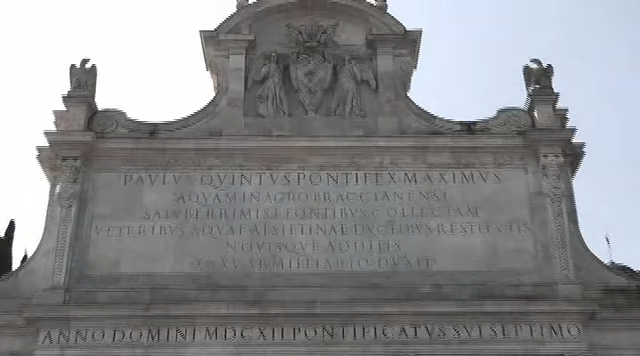 PAVLVS QVINTVS PONTIFEX MAXIMVS
AQVAM IN AGRO BRACCIANENSI
SALVBERRIMIS E FONTIBVS COLLECTAM
VETERIBVS AQVAE ALSIETINAE DVCTIBVS RESTITVTIS
NOVISQVE ADDITIS
XXXV AB MILLIARIO DVXIT
ANNO DOMINI MDCXII PONTIFICATVS SVI SEPTIMO